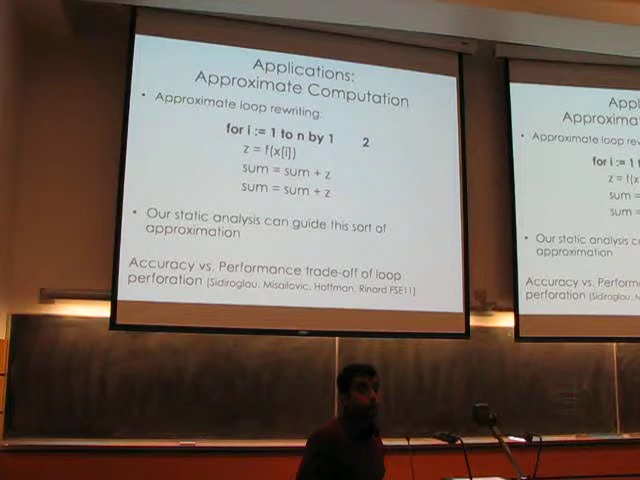 Applications:
Approximate Computation
• Approximate loop rewriting:
for i := 1 to n by 1 2
z = f(x[i])
sum = sum + z
sum = sum + z
• Our static analysis can guide this sort of
approximation
Accuracy vs. Performance trade-off of loop
perforation [Sidiroglou, Misailovic, Hoffman, Rinard FSE11]
Appl
Approxima
• Approximate loop rew
for i := 1 t
z = f(x
sum =
sum =
• Our static analysis c
approximation
Accuracy vs. Perform
perforation [Sidiroglou,